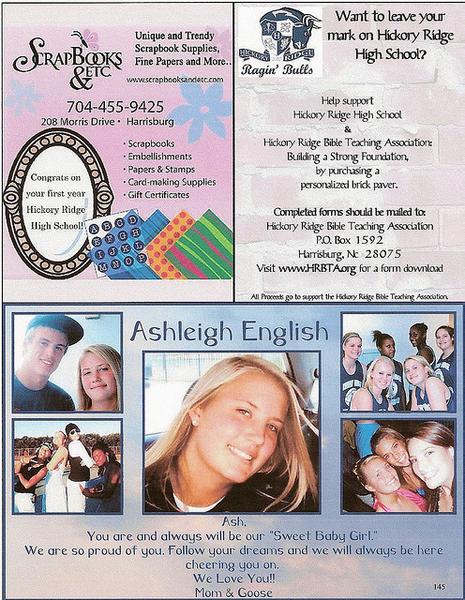 SCRAPBOOKS
& ETC
Unique and Trendy
Scrapbook Supplies,
Fine Papers and More..
www.scrapbooksandetc.com
704-455-9425
208 Morris Drive • Harrisburg
Congrats on
your first year
Hickory Ridge
High School!
• Scrapbooks
• Embellishments
• Papers & Stamps
• Card-making Supplies
• Gift Certificates
A B C D
E F G H
I J K L
M N O P
HICKORY RIDGE
Ragin' Bulls
Want to leave your
mark on Hickory Ridge
High School?
Help support
Hickory Ridge High School
&
Hickory Ridge Bible Teaching Association:
Building a Strong Foundation,
by purchasing a
personalized brick paver.
Completed forms should be mailed to:
Hickory Ridge Bible Teaching Association
P.O. Box 1592
Harrisburg, Nc 28075
Visit www.HRBTA.org for a form download
All Proceeds go to support the Hickory Ridge Bible Teaching Association.
Ashleigh English
Ash,
You are and always will be our "Sweet Baby Girl."
We are so proud of you. Follow your dreams and we will always be here
cheering you on.
We Love You!!
Mom & Goose
145